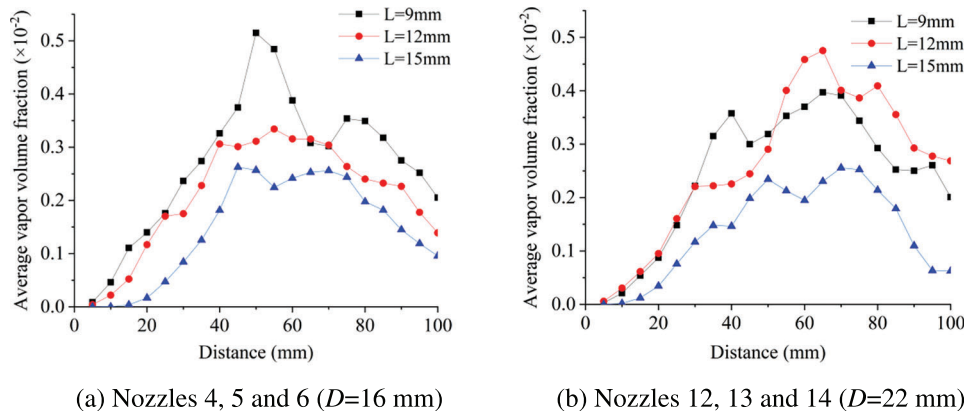 L=9mm
L=12mm
L=15mm
Average vapor volume fraction (×10⁻²)
0.5
0.4
0.3
0.2
0.1
0.0
0 20 40 60 80 100
Distance (mm)
(a) Nozzles 4, 5 and 6 (D=16 mm)
L=9mm
L=12mm
L=15mm
Average vapor volume fraction (×10⁻²)
0.5
0.4
0.3
0.2
0.1
0.0
0 20 40 60 80 100
Distance (mm)
(b) Nozzles 12, 13 and 14 (D=22 mm)